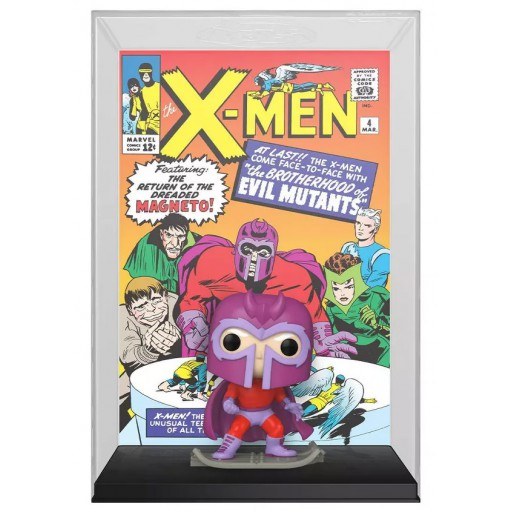 the X-MEN
APPROVED
BY THE
COMICS
CODE
AUTHORITY
IND.
4
MAR.
MARVEL
COMICS
GROUP 12¢
Featuring:
THE
RETURN OF THE
DREADED
MAGNETO!
AT LAST!! THE X-MEN
COME FACE-TO-FACE WITH
"the BROTHERHOOD of
EVIL MUTANTS"
X-MEN! THE
UNUSUAL TEE
OF ALL T